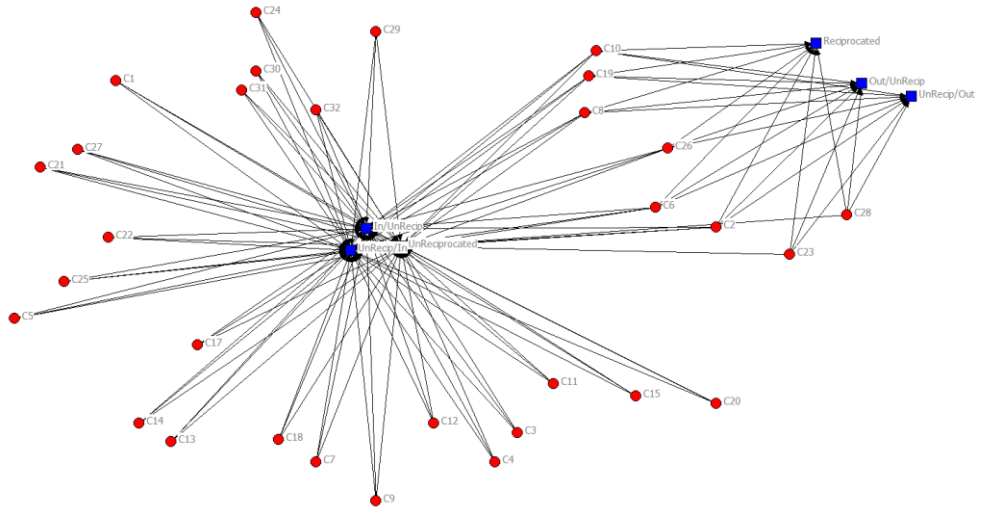 C24
C29
C10
Reciprocated
C30
C19
C1
Out/UnRecip
C31
UnRecip/Out
C32
C8
C27
C26
C21
C6
C28
In/UnRecip
C2
C22
UnRecip/In
UnReciprocated
C23
C25
C5
C17
C11
C15
C20
C14
C12
C3
C13
C18
C7
C4
C9